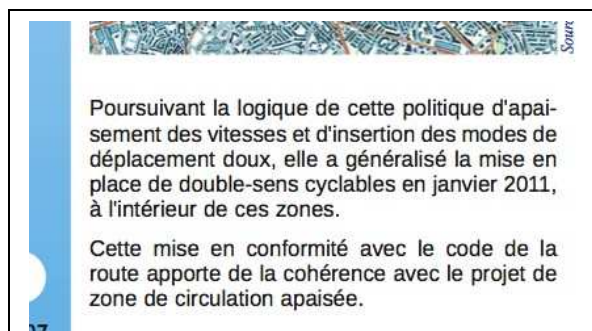 Sourc
Poursuivant la logique de cette politique d'apai-
sement des vitesses et d'insertion des modes de
déplacement doux, elle a généralisé la mise en
place de double-sens cyclables en janvier 2011,
à l'intérieur de ces zones.
Cette mise en conformité avec le code de la
route apporte de la cohérence avec le projet de
zone de circulation apaisée.